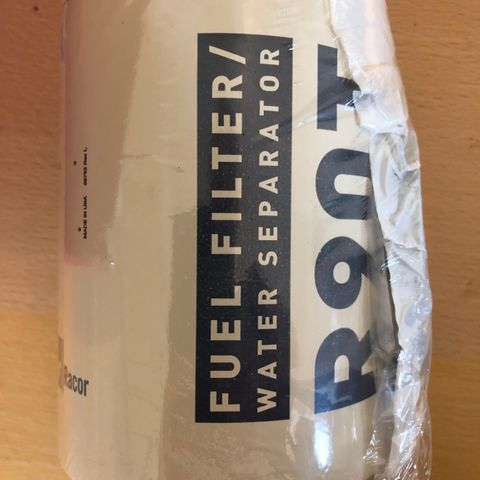 FUEL FILTER/
WATER SEPARATOR
R90T
MADE IN USA
Racor